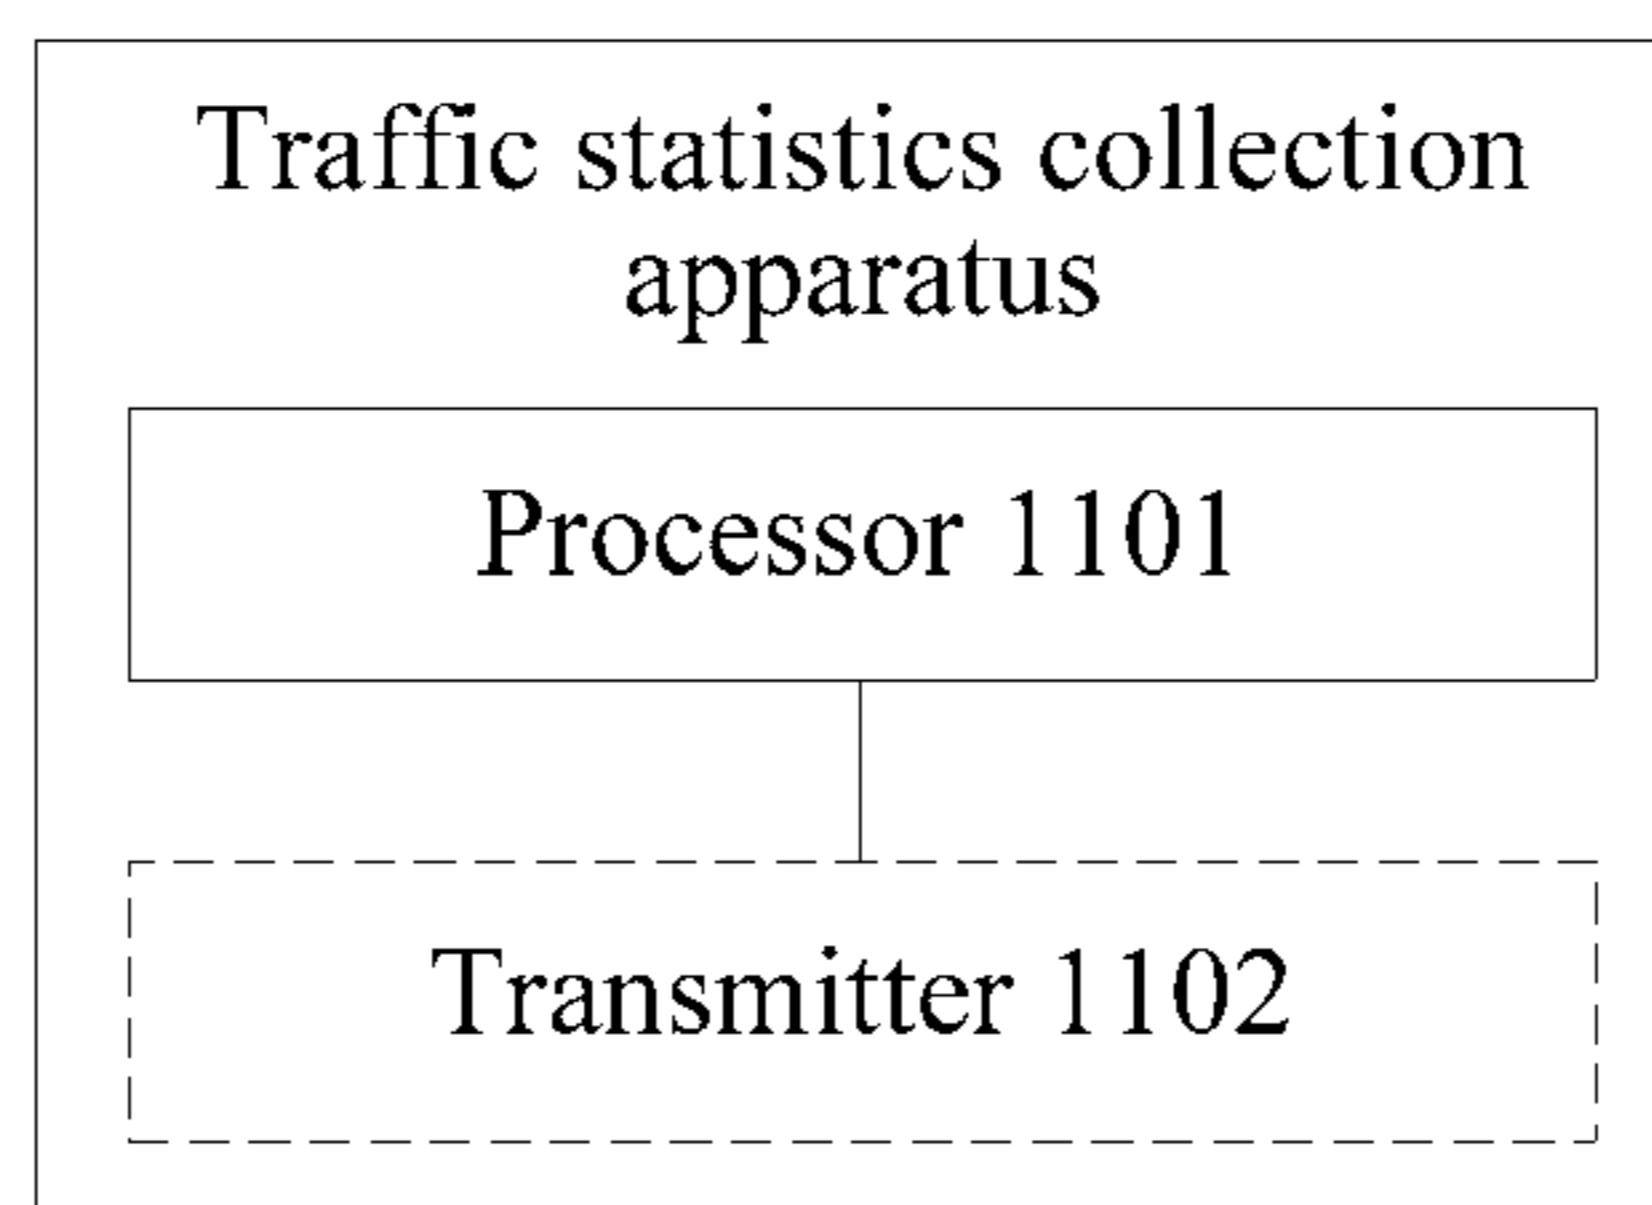 Traffic statistics collection
apparatus
Processor 1101
Transmitter 1102